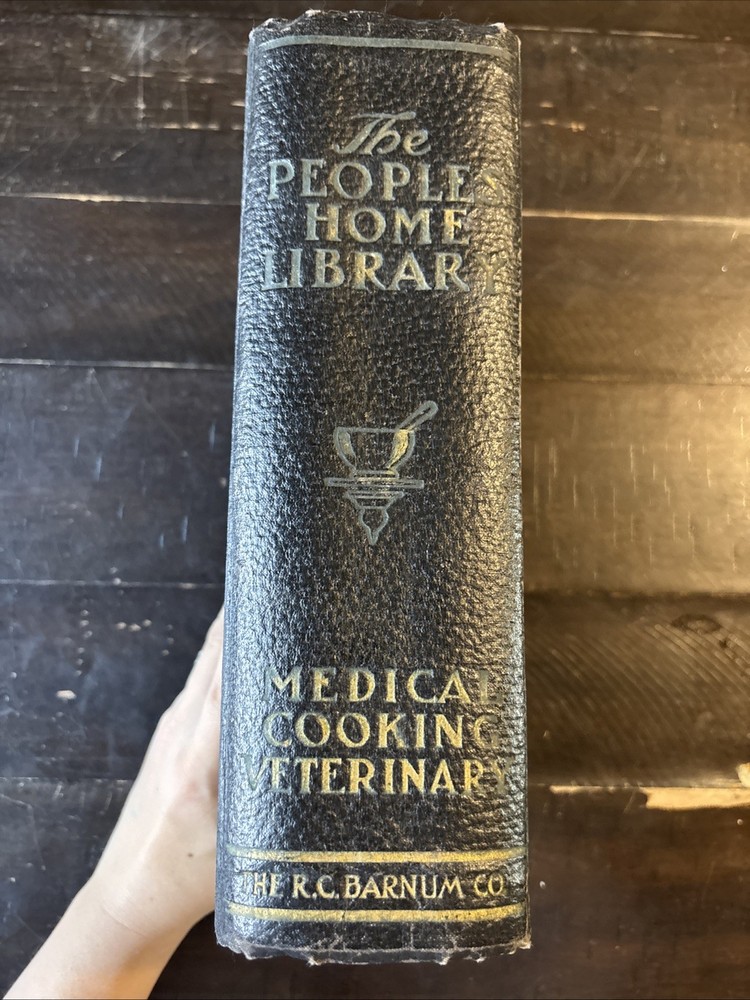 The
PEOPLES
HOME
LIBRARY
MEDICAL
COOKING
VETERINARY
THE R.C. BARNUM CO.